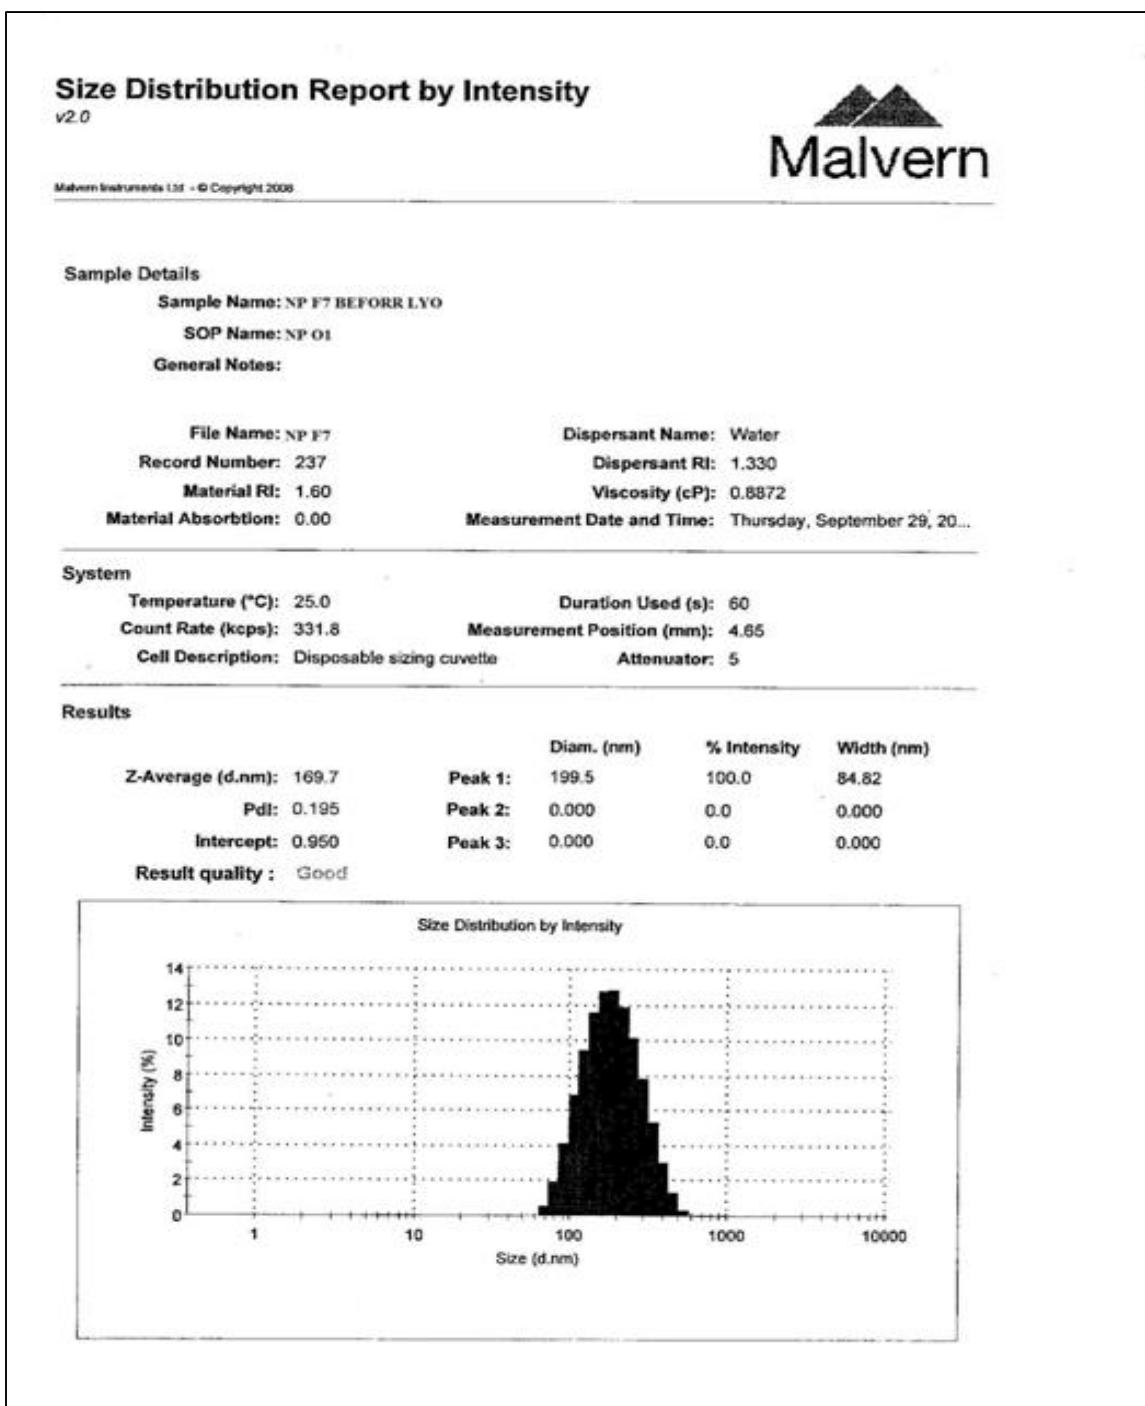 Size Distribution Report by Intensity
v2.0
Malvern
Malvern Instruments Ltd - © Copyright 2008
Sample Details
Sample Name: NP F7 BEFORR LYO
SOP Name: NP O1
General Notes:
File Name: NP F7 Dispersant Name: Water
Record Number: 237 Dispersant RI: 1.330
Material RI: 1.60 Viscosity (cP): 0.8872
Material Absorbtion: 0.00 Measurement Date and Time: Thursday, September 29, 20...
System
Temperature (°C): 25.0 Duration Used (s): 60
Count Rate (kcps): 331.8 Measurement Position (mm): 4.65
Cell Description: Disposable sizing cuvette Attenuator: 5
Results
Diam. (nm) % Intensity Width (nm)
Z-Average (d.nm): 169.7 Peak 1: 199.5 100.0 84.82
PdI: 0.195 Peak 2: 0.000 0.0 0.000
Intercept: 0.950 Peak 3: 0.000 0.0 0.000
Result quality : Good
Size Distribution by Intensity
14
12
10
8
6
4
2
0
Intensity (%)
1 10 100 1000 10000
Size (d.nm)